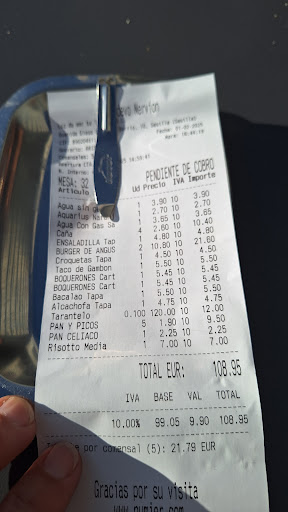 Nervion
Sevilla (Sevilla)
Fecha:
Hora:
PENDIENTE DE COBRO
MESA: 32
Artículo Ud Precio IVA Importe
Agua sin 1 3.90 10 3.90
Aquarius 1 2.70 10 2.70
Agua Con Gas 1 3.65 10 3.65
Caña 4 2.60 10 10.40
ENSALADILLA Tap 1 4.80 10 4.80
BURGER DE ANGUS 2 10.80 10 21.60
Croquetas Tapa 1 4.50 10 4.50
Taco de Gambon 1 5.50 10 5.50
BOQUERONES Cart 1 5.45 10 5.45
BOQUERONES Cart 1 5.45 10 5.45
Bacalao Tapa 1 5.50 10 5.50
Alcachofa Tapa 1 4.75 10 4.75
Tarantelo 0.100 120.00 10 12.00
PAN Y PICOS 5 1.90 10 9.50
PAN CELIACO 1 2.25 10 2.25
Risotto Media 1 7.00 10 7.00
TOTAL EUR: 108.95
IVA BASE VAL TOTAL
10.00% 99.05 9.90 108.95
por comensal (5): 21.79 EUR
Gracias por su visita